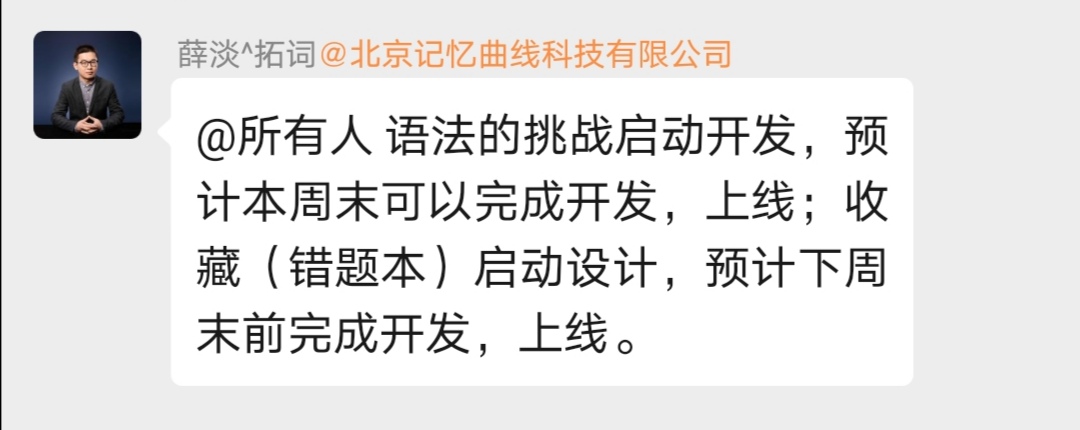 薛淡^拓词@北京记忆曲线科技有限公司
@所有人 语法的挑战启动开发，预
计本周末可以完成开发，上线；收
藏（错题本）启动设计，预计下周
末前完成开发，上线。